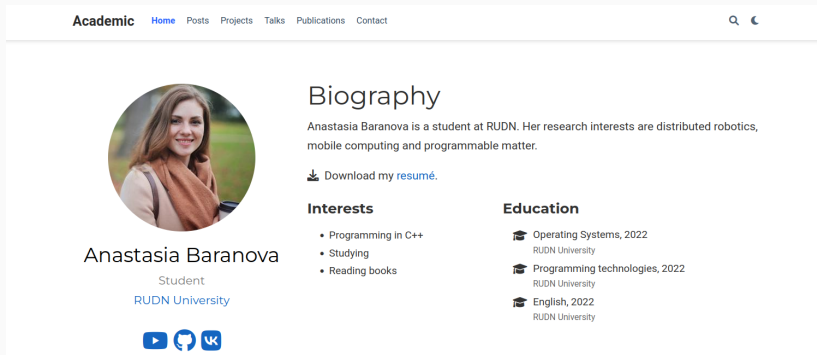 Academic Home Posts Projects Talks Publications Contact
Biography
Anastasia Baranova is a student at RUDN. Her research interests are distributed robotics,
mobile computing and programmable matter.
Download my resumé.
Interests
Programming in C++
Studying
Reading books
Education
Operating Systems, 2022
RUDN University
Programming technologies, 2022
RUDN University
English, 2022
RUDN University
Anastasia Baranova
Student
RUDN University